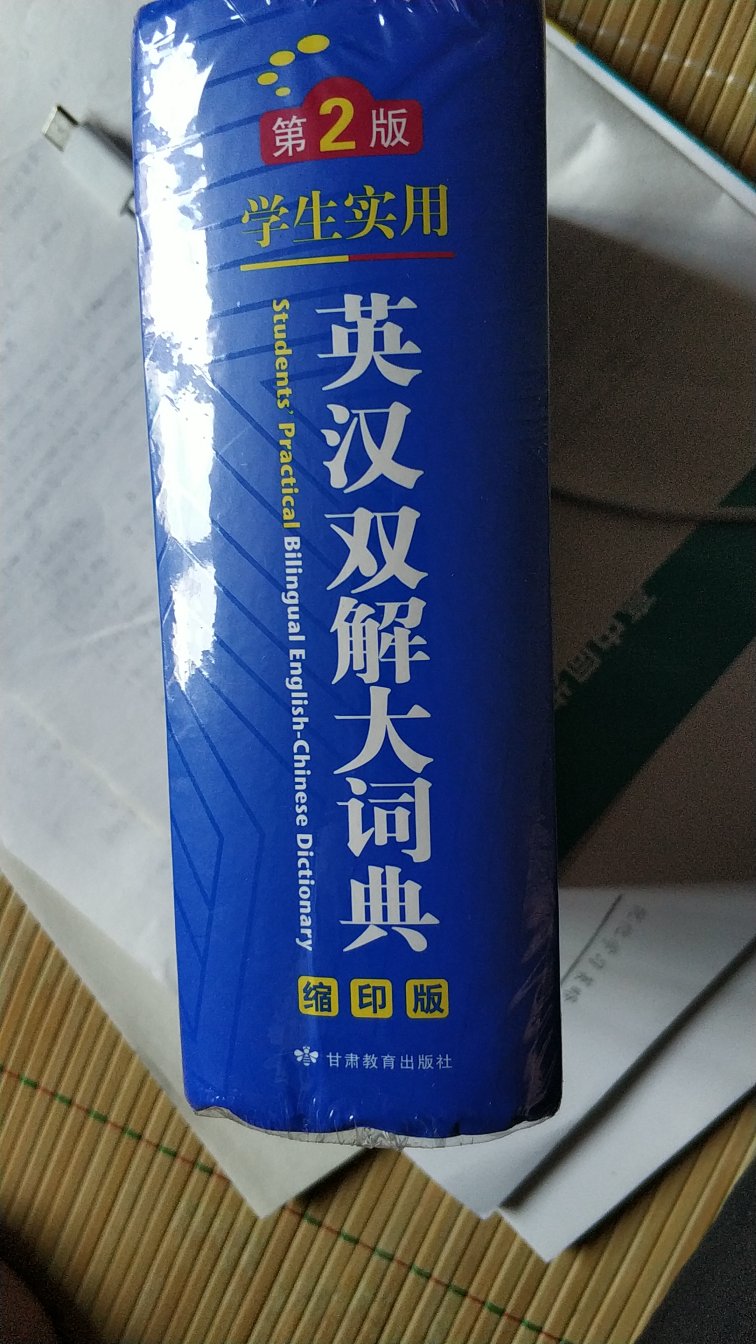 第2版
学生实用
英汉双解大词典
Students' Practical Bilingual English-Chinese Dictionary
缩印版
甘肃教育出版社